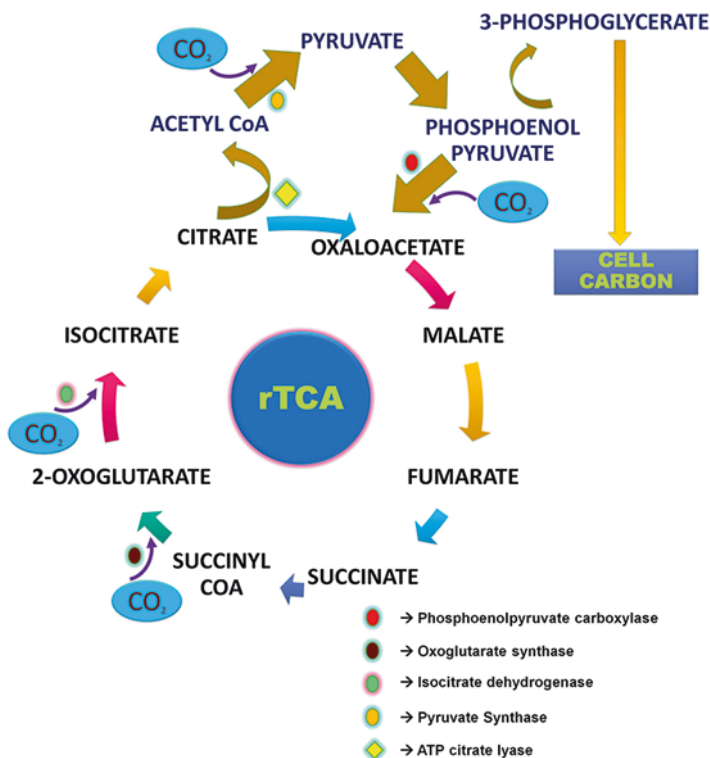 CO2
PYRUVATE
3-PHOSPHOGLYCERATE
ACETYL CoA
PHOSPHOENOL
PYRUVATE
CO2
CITRATE
OXALOACETATE
CELL
CARBON
ISOCITRATE
MALATE
rTCA
CO2
2-OXOGLUTARATE
FUMARATE
SUCCINYL
COA
SUCCINATE
CO2
→ Phosphoenolpyruvate carboxylase
→ Oxoglutarate synthase
→ Isocitrate dehydrogenase
→ Pyruvate Synthase
→ ATP citrate lyase